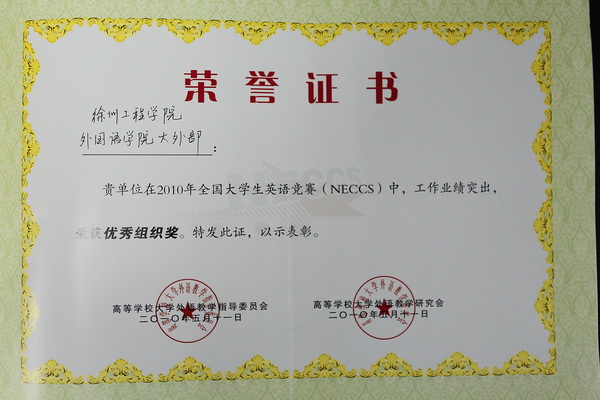 荣誉证书
徐州工程学院
外国语学院大外部:
NECCS
贵单位在2010年全国大学生英语竞赛(NECCS)中,工作业绩突出,
荣获优秀组织奖。特发此证,以示表彰。
高等学校大学外语教学指导委员会
二〇一〇年五月十一日
高等学校大学外语教学研究会
二〇一〇年五月十一日